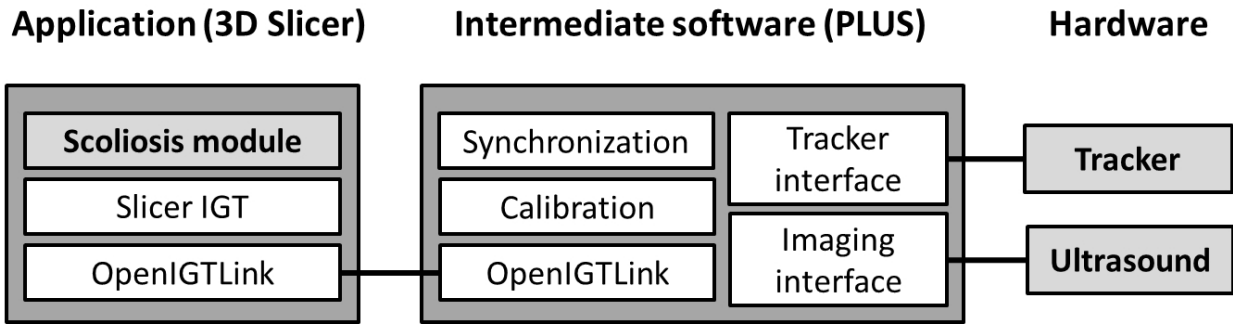 Application (3D Slicer)
Intermediate software (PLUS)
Hardware
Scoliosis module
Slicer IGT
OpenIGTLink
Synchronization
Calibration
OpenIGTLink
Tracker
interface
Imaging
interface
Tracker
Ultrasound